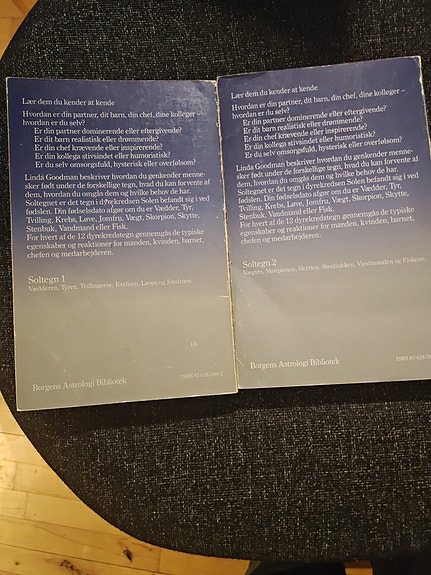 Lær dem du kender at kende
Hvordan er din partner, dit barn, din chef, dine kolleger –
hvordan er du selv?
Er din partner dominerende eller eftergivende?
Er dit barn realistisk eller drømmende?
Er din chef krævende eller inspirerende?
Er din kollega stivsindet eller humoristisk?
Er du selv omsorgsfuld, hysterisk eller overfølsom?
Linda Goodman beskriver hvordan du genkender menne-
sker født under de forskellige tegn, hvad du kan forvente af
dem, hvordan du omgås dem og hvilke behov de har.
Soltegnet er det tegn i dyrekredsen Solen befandt sig i ved
fødslen. Din fødselsdato afgør om du er Vædder, Tyr,
Tvilling, Krebs, Løve, Jomfru, Vægt, Skorpion, Skytte,
Stenbuk, Vandmand eller Fisk.
For hvert af de 12 dyrekredstegn gennemgås de typiske
egenskaber og reaktioner for manden, kvinden, barnet,
chefen og medarbejderen.
Soltegn 1
Vædderen, Tyren, Tvillingerne, Krebsen, Løven og Jomfruen.
Borgens Astrologi Bibliotek
Lær dem du kender at kende
Hvordan er din partner, dit barn, din chef, dine kolleger –
hvordan er du selv?
Er din partner dominerende eller eftergivende?
Er dit barn realistisk eller drømmende?
Er din chef krævende eller inspirerende?
Er din kollega stivsindet eller humoristisk?
Er du selv omsorgsfuld, hysterisk eller overfølsom?
Linda Goodman beskriver hvordan du genkender menne-
sker født under de forskellige tegn, hvad du kan forvente af
dem, hvordan du omgås dem og hvilke behov de har.
Soltegnet er det tegn i dyrekredsen Solen befandt sig i ved
fødslen. Din fødselsdato afgør om du er Vædder, Tyr,
Tvilling, Krebs, Løve, Jomfru, Vægt, Skorpion, Skytte,
Stenbuk, Vandmand eller Fisk.
For hvert af de 12 dyrekredstegn gennemgås de typiske
egenskaber og reaktioner for manden, kvinden, barnet,
chefen og medarbejderen.
Soltegn 2
Vægten, Skorpionen, Skytten, Stenbukken, Vandmanden og Fiskene.
Borgens Astrologi Bibliotek
ISBN 87-418-